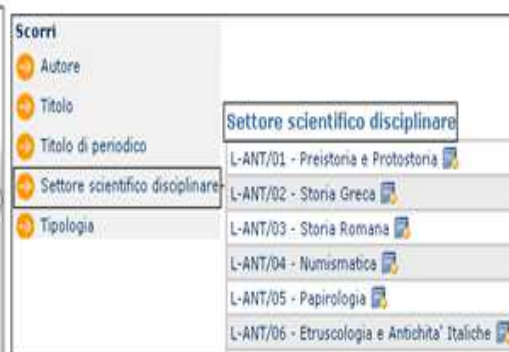 Scorri
Autore
Titolo
Titolo di periodico
Settore scientifico disciplinare
Tipologia
Settore scientifico disciplinare
L-ANT/01 - Preistoria e Protostoria
L-ANT/02 - Storia Greca
L-ANT/03 - Storia Romana
L-ANT/04 - Numismatica
L-ANT/05 - Papirologia
L-ANT/06 - Etruscologia e Antichita' Italiche